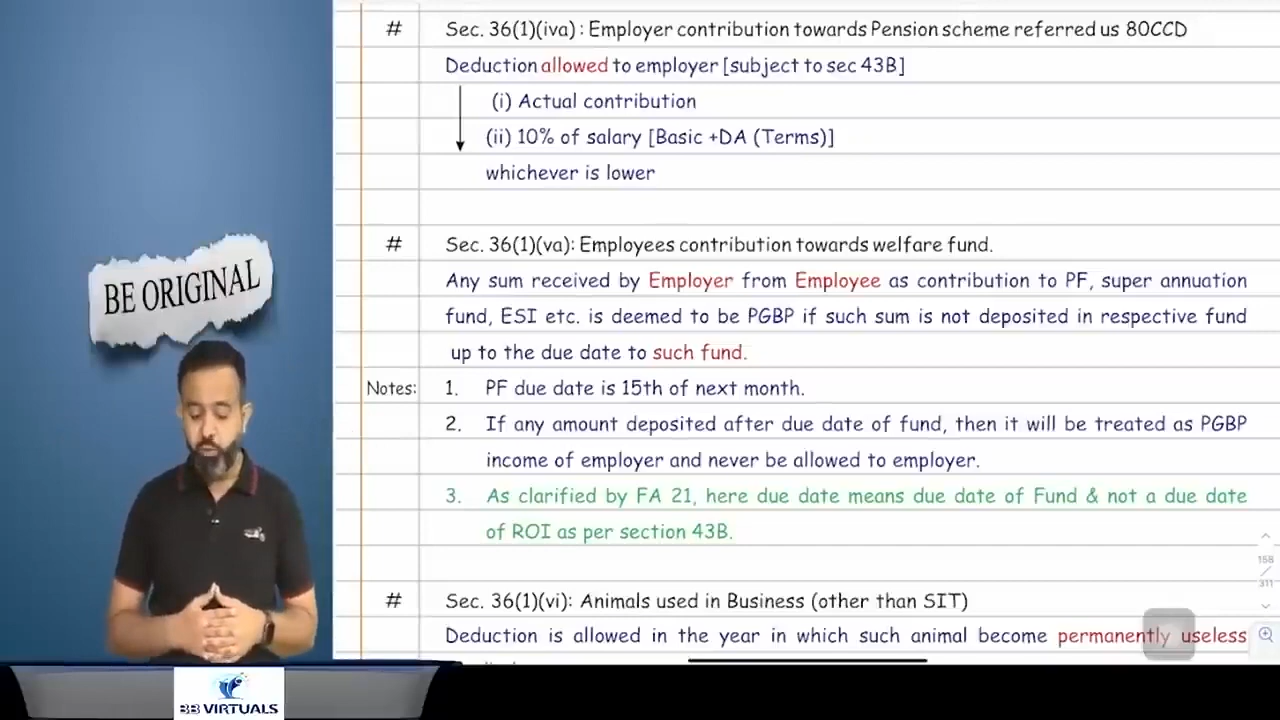 BE ORIGINAL
# Sec. 36(1)(iva) : Employer contribution towards Pension scheme referred us 80CCD
Deduction allowed to employer [subject to sec 43B]
(i) Actual contribution
(ii) 10% of salary [Basic +DA (Terms)]
whichever is lower
# Sec. 36(1)(va): Employees contribution towards welfare fund.
Any sum received by Employer from Employee as contribution to PF, super annuation
fund, ESI etc. is deemed to be PGBP if such sum is not deposited in respective fund
up to the due date to such fund.
Notes: 1. PF due date is 15th of next month.
2. If any amount deposited after due date of fund, then it will be treated as PGBP
income of employer and never be allowed to employer.
3. As clarified by FA 21, here due date means due date of Fund & not a due date
of ROI as per section 43B.
# Sec. 36(1)(vi): Animals used in Business (other than SIT)
Deduction is allowed in the year in which such animal become permanently useless
158
/
311
BB VIRTUALS